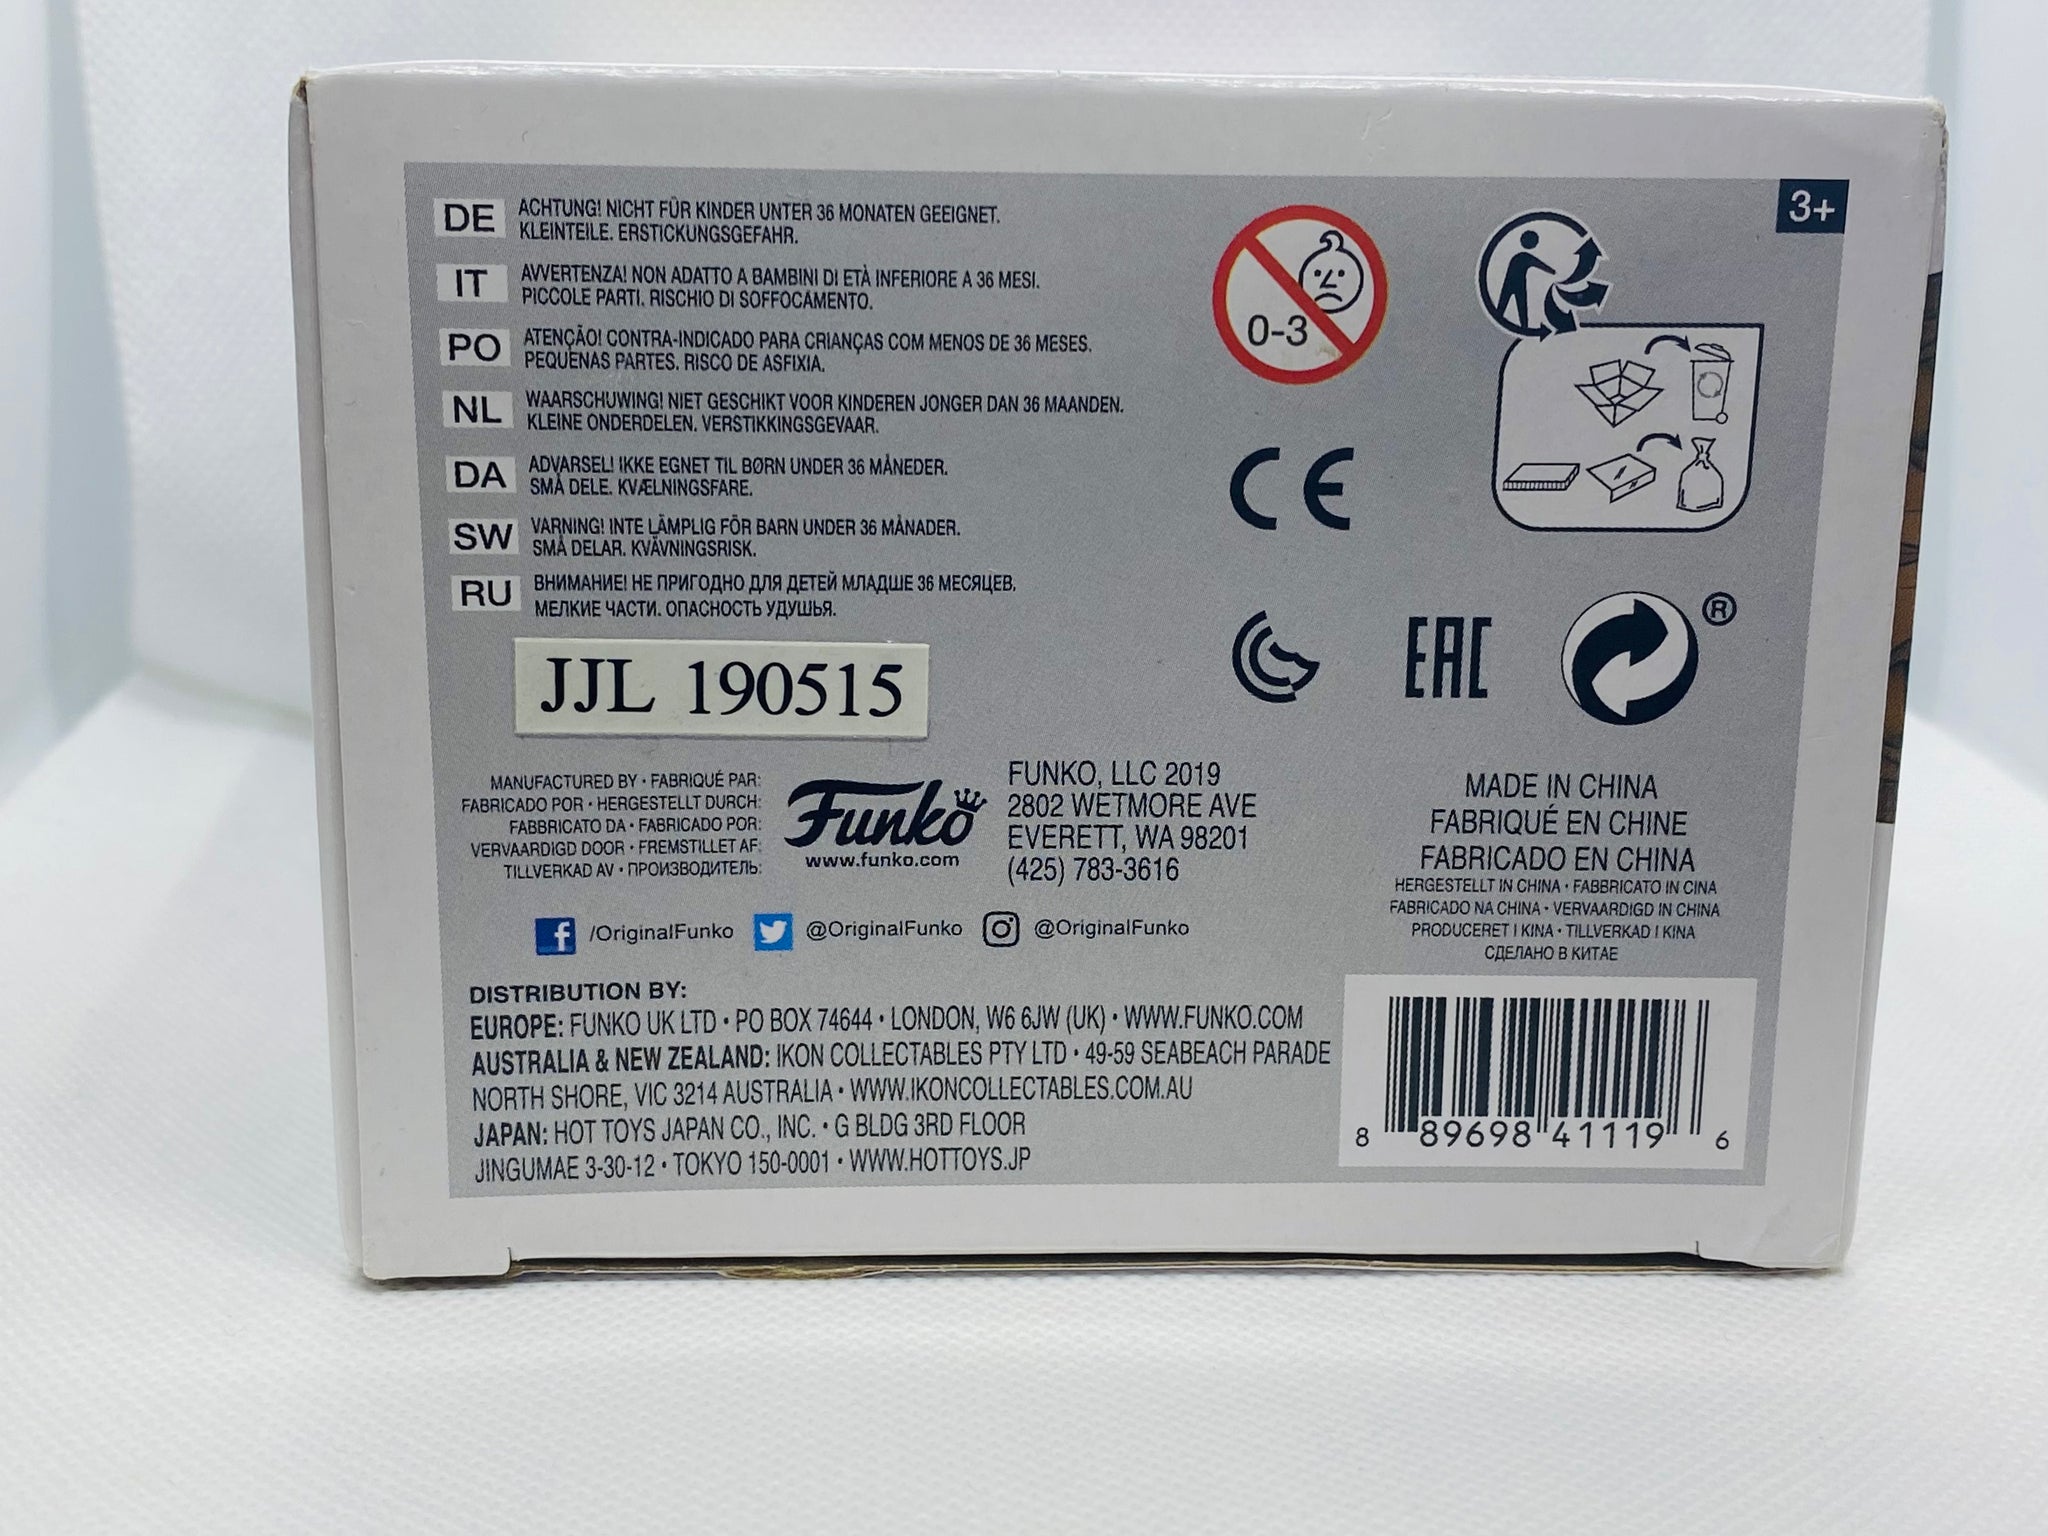 3+
DE
ACHTUNG! NICHT FÜR KINDER UNTER 36 MONATEN GEEIGNET.
KLEINTEILE. ERSTICKUNGSGEFAHR.
IT
AVVERTENZA! NON ADATTO A BAMBINI DI ETÀ INFERIORE A 36 MESI.
PICCOLE PARTI. RISCHIO DI SOFFOCAMENTO.
PO
ATENÇÃO! CONTRA-INDICADO PARA CRIANÇAS COM MENOS DE 36 MESES.
PEQUENAS PARTES. RISCO DE ASFIXIA.
NL
WAARSCHUWING! NIET GESCHIKT VOOR KINDEREN JONGER DAN 36 MAANDEN.
KLEINE ONDERDELEN. VERSTIKKINGSGEVAAR.
DA
ADVARSEL! IKKE EGNET TIL BØRN UNDER 36 MÅNEDER.
SMÅ DELE. KVÆLNINGSFARE.
SW
VARNING! INTE LÄMPLIG FÖR BARN UNDER 36 MÅNADER.
SMÅ DELAR. KVÄVNINGSRISK.
RU
ВНИМАНИЕ! НЕ ПРИГОДНО ДЛЯ ДЕТЕЙ МЛАДШЕ 36 МЕСЯЦЕВ.
МЕЛКИЕ ЧАСТИ. ОПАСНОСТЬ УДУШЬЯ.
0-3
CE
EAC
®
JJL 190515
MANUFACTURED BY • FABRIQUÉ PAR:
FABRICADO POR • HERGESTELLT DURCH:
FABBRICATO DA • FABRICADO POR:
VERVAARDIGD DOOR • FREMSTILLET AF:
TILLVERKAD AV • ПРОИЗВОДИТЕЛЬ:
Funko
www.funko.com
FUNKO, LLC 2019
2802 WETMORE AVE
EVERETT, WA 98201
(425) 783-3616
MADE IN CHINA
FABRIQUÉ EN CHINE
FABRICADO EN CHINA
HERGESTELLT IN CHINA • FABBRICATO IN CINA
FABRICADO NA CHINA • VERVAARDIGD IN CHINA
PRODUCERET I KINA • TILLVERKAD I KINA
СДЕЛАНО В КИТАЕ
f /OriginalFunko @OriginalFunko @OriginalFunko
DISTRIBUTION BY:
EUROPE: FUNKO UK LTD • PO BOX 74644 • LONDON, W6 6JW (UK) • WWW.FUNKO.COM
AUSTRALIA & NEW ZEALAND: IKON COLLECTABLES PTY LTD • 49-59 SEABEACH PARADE
NORTH SHORE, VIC 3214 AUSTRALIA • WWW.IKONCOLLECTABLES.COM.AU
JAPAN: HOT TOYS JAPAN CO., INC. • G BLDG 3RD FLOOR
JINGUMAE 3-30-12 • TOKYO 150-0001 • WWW.HOTTOYS.JP
8 89698 41119 6